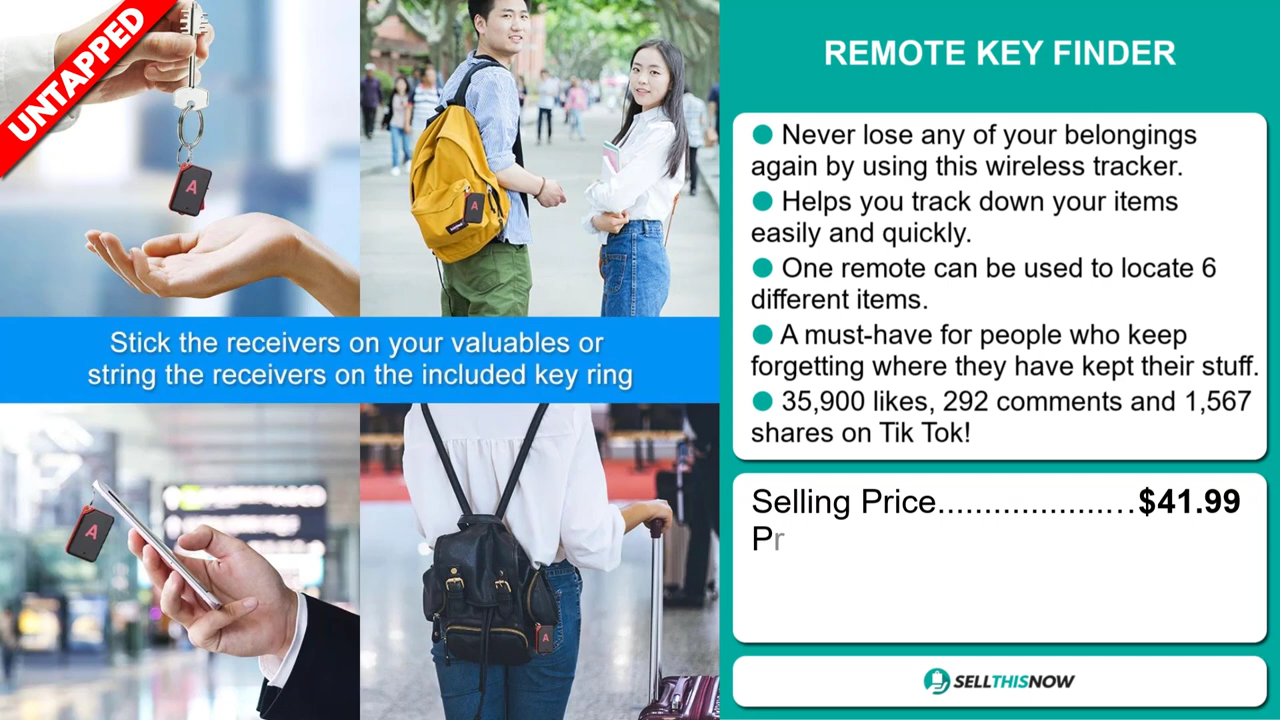 UNTAPPED
A
A
Stick the receivers on your valuables or
string the receivers on the included key ring
A
A
REMOTE KEY FINDER
● Never lose any of your belongings
again by using this wireless tracker.
● Helps you track down your items
easily and quickly.
● One remote can be used to locate 6
different items.
● A must-have for people who keep
forgetting where they have kept their stuff.
● 35,900 likes, 292 comments and 1,567
shares on Tik Tok!
Selling Price.....................$41.99
Pr
SELLTHISNOW